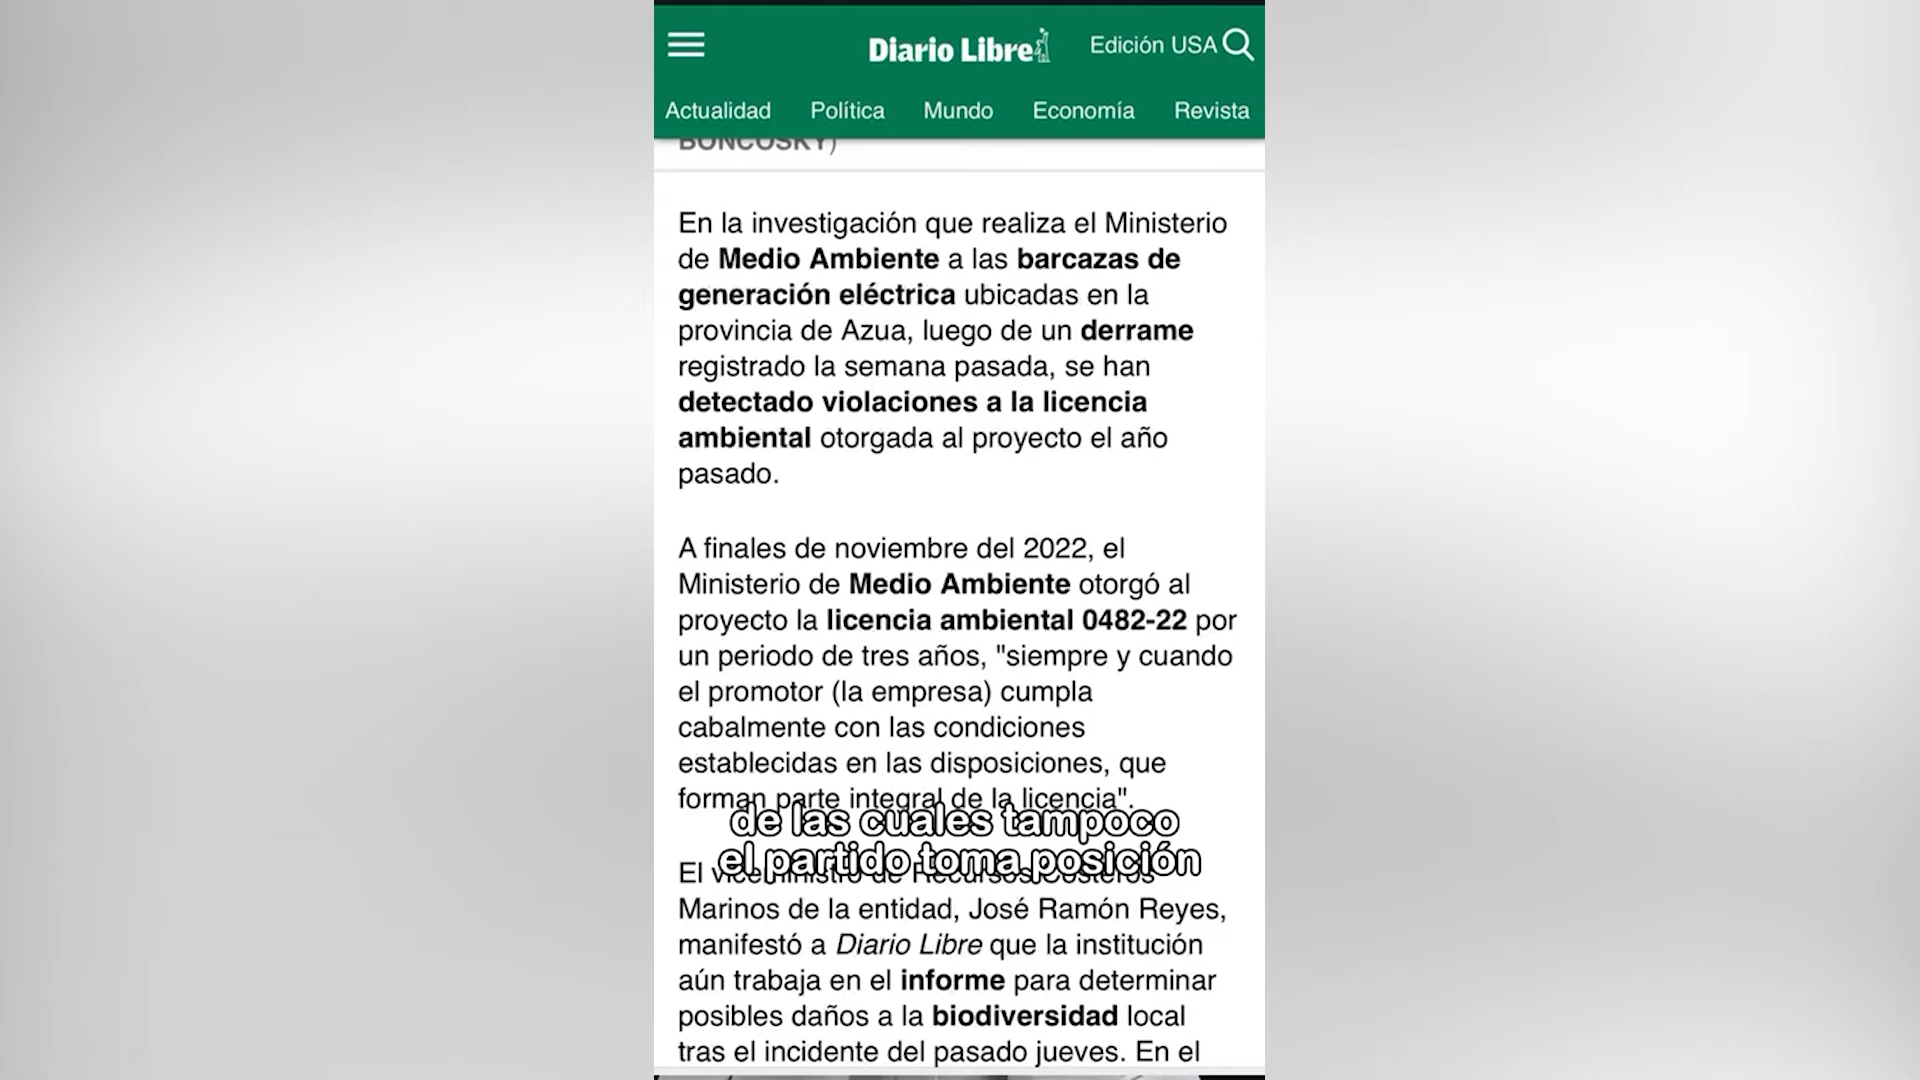 Diario Libre
Edición USA
Actualidad Política Mundo Economía Revista
BONCOSKY)
En la investigación que realiza el Ministerio
de Medio Ambiente a las barcazas de
generación eléctrica ubicadas en la
provincia de Azua, luego de un derrame
registrado la semana pasada, se han
detectado violaciones a la licencia
ambiental otorgada al proyecto el año
pasado.
A finales de noviembre del 2022, el
Ministerio de Medio Ambiente otorgó al
proyecto la licencia ambiental 0482-22 por
un periodo de tres años, "siempre y cuando
el promotor (la empresa) cumpla
cabalmente con las condiciones
establecidas en las disposiciones, que
forman parte integral de la licencia".
de las cuales tampoco
el partido toma posición
El viceministro de Recursos Costeros
Marinos de la entidad, José Ramón Reyes,
manifestó a Diario Libre que la institución
aún trabaja en el informe para determinar
posibles daños a la biodiversidad local
tras el incidente del pasado jueves. En el